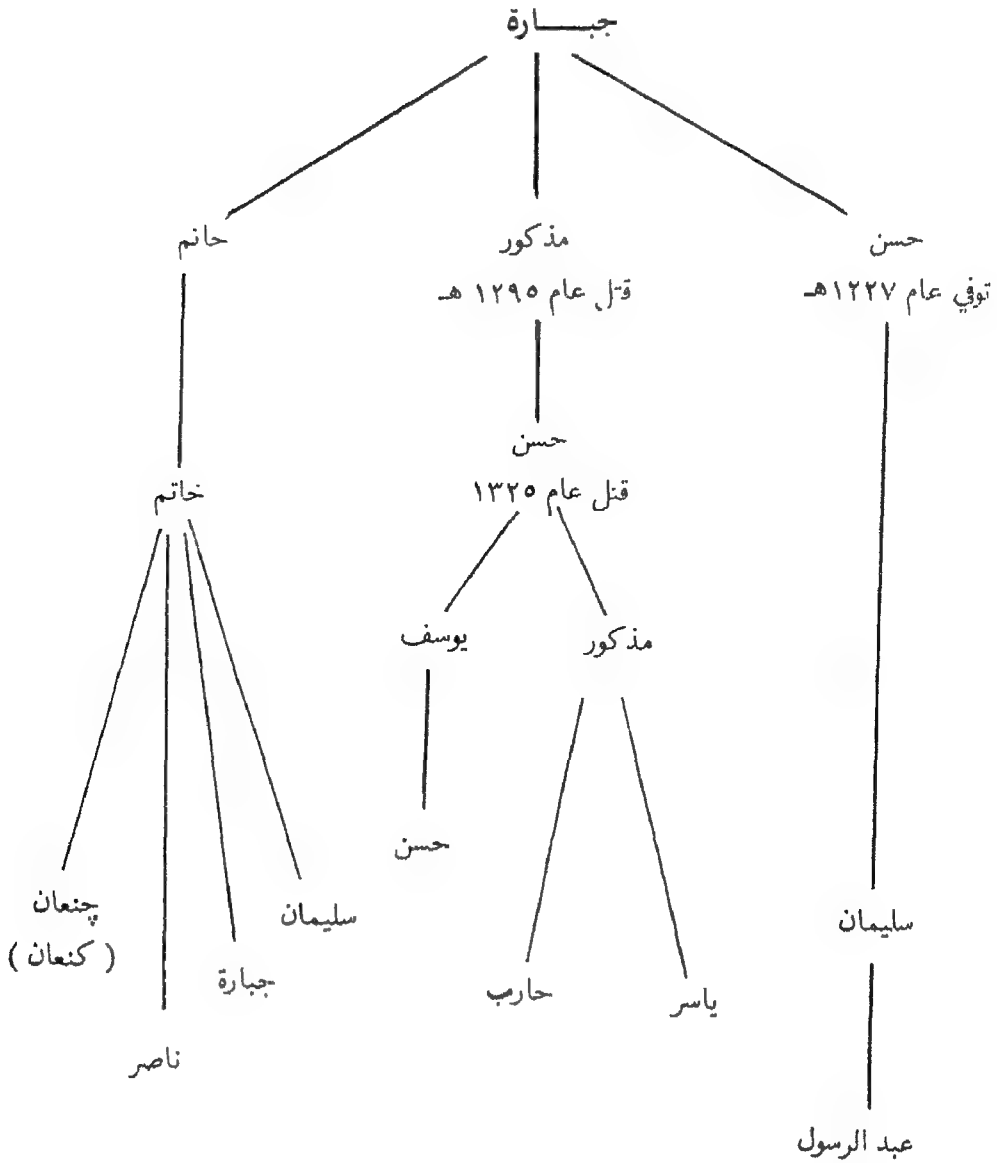 جبـــــارة
حسن
توفي عام ١٢٢٧هـ
مذكور
قتل عام ١٢٩٥ هـ
حاتم
حسن
قتل عام ١٣٢٥
خاتم
مذكور
يوسف
حسن
سليمان
سليمان
چنعان
( كنعان )
جبارة
ياسر
حارب
ناصر
عبد الرسول